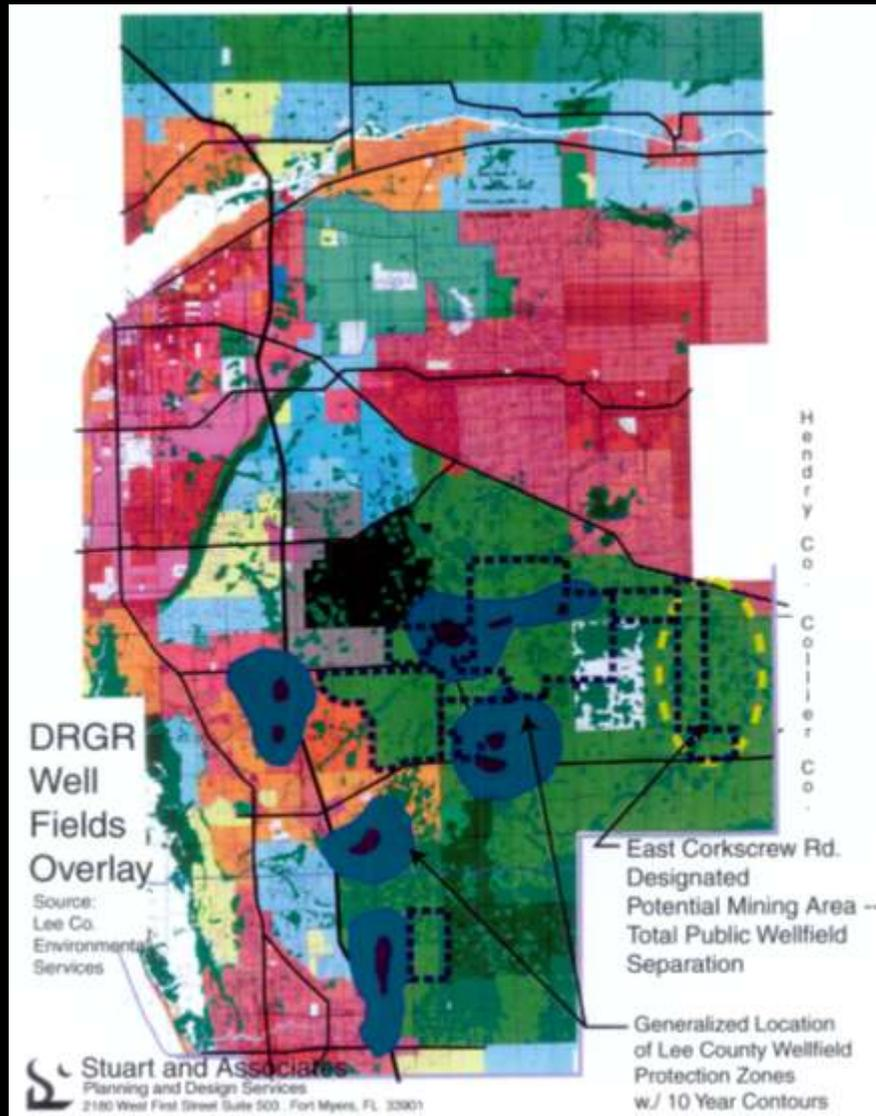 Hendry Co.
Collier Co.
DRGR
Well
Fields
Overlay
Source:
Lee Co.
Environmental
Services
East Corkscrew Rd.
Designated
Potential Mining Area --
Total Public Wellfield
Separation
Generalized Location
of Lee County Wellfield
Protection Zones
w./ 10 Year Contours
Stuart and Associates
Planning and Design Services
2180 West First Street Suite 503 . Fort Myers, FL 33901